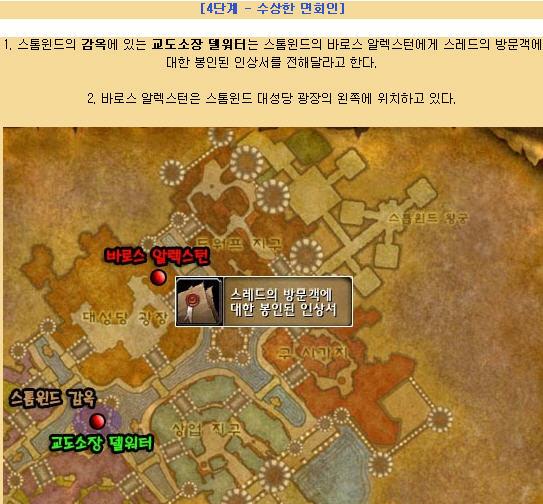 [4단계 - 수상한 면회인]
1. 스톰윈드의 감옥에 있는 교도소장 델워터는 스톰윈드의 바로스 알렉스턴에게 스레드의 방문객에
대한 봉인된 인상서를 전해달라고 한다.
2. 바로스 알렉스턴은 스톰윈드 대성당 광장의 왼쪽에 위치하고 있다.
스톰윈드 왕궁
드워프 지구
바로스 알렉스턴
스레드의 방문객에
대한 봉인된 인상서
대성당 광장
구 시가지
스톰윈드 감옥
상업 지구
교도소장 델워터